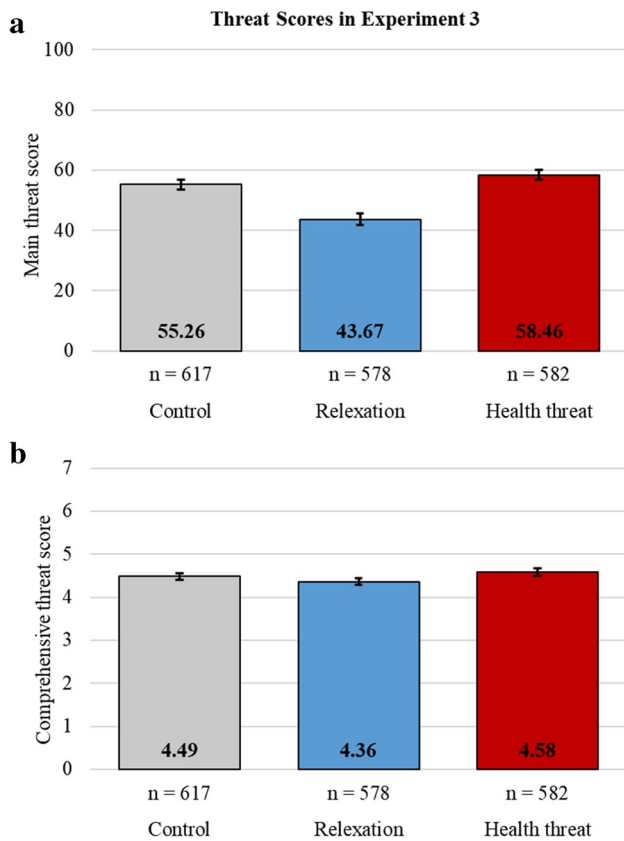 a
Threat Scores in Experiment 3
Main threat score
100
80
60
40
20
0
55.26
43.67
58.46
n = 617
n = 578
n = 582
Control
Relexation
Health threat
b
Comprehensive threat score
7
6
5
4
3
2
1
0
4.49
4.36
4.58
n = 617
n = 578
n = 582
Control
Relexation
Health threat